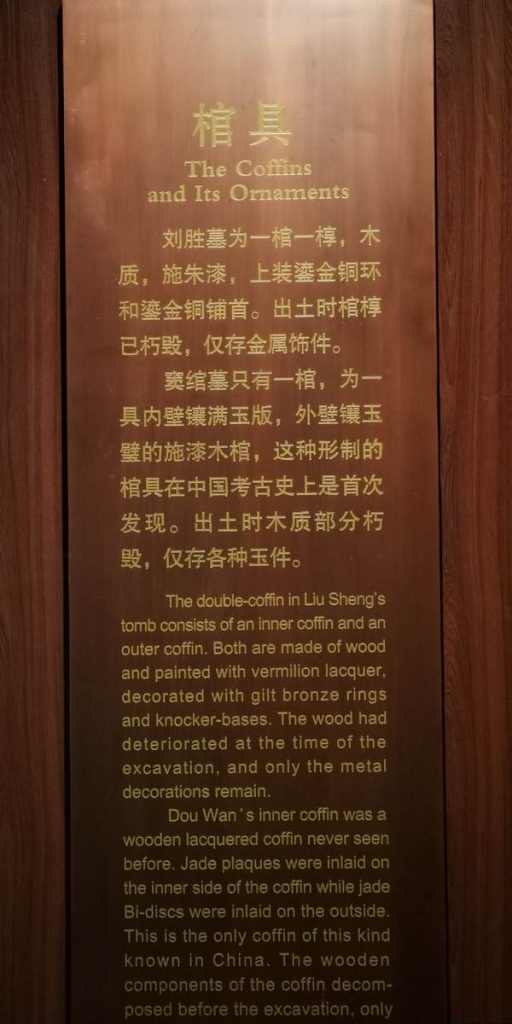 棺具
The Coffins
and Its Ornaments
刘胜墓为一棺一椁，木
质，施朱漆，上装鎏金铜环
和鎏金铜铺首。出土时棺椁
已朽毁，仅存金属饰件。
窦绾墓只有一棺，为一
具内壁镶满玉版，外壁镶玉
璧的施漆木棺，这种形制的
棺具在中国考古史上是首次
发现。出土时木质部分朽
毁，仅存各种玉件。
The double-coffin in Liu Sheng's
tomb consists of an inner coffin and an
outer coffin. Both are made of wood
and painted with vermilion lacquer,
decorated with gilt bronze rings
and knocker-bases. The wood had
deteriorated at the time of the
excavation, and only the metal
decorations remain.
Dou Wan's inner coffin was a
wooden lacquered coffin never seen
before. Jade plaques were inlaid on
the inner side of the coffin while jade
Bi-discs were inlaid on the outside.
This is the only coffin of this kind
known in China. The wooden
components of the coffin decom-
posed before the excavation, only